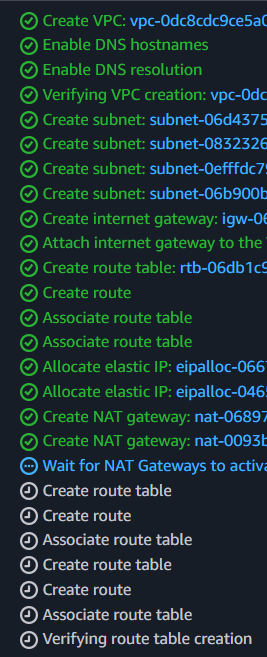 Create VPC: vpc-0dc8cdc9ce5a0
Enable DNS hostnames
Enable DNS resolution
Verifying VPC creation: vpc-0dc
Create subnet: subnet-06d4375
Create subnet: subnet-0832326
Create subnet: subnet-0efffdc79
Create subnet: subnet-06b900b
Create internet gateway: igw-06
Attach internet gateway to the
Create route table: rtb-06db1c9
Create route
Associate route table
Associate route table
Allocate elastic IP: eipalloc-066
Allocate elastic IP: eipalloc-046
Create NAT gateway: nat-06897
Create NAT gateway: nat-0093b
Wait for NAT Gateways to activa
Create route table
Create route
Associate route table
Create route table
Create route
Associate route table
Verifying route table creation